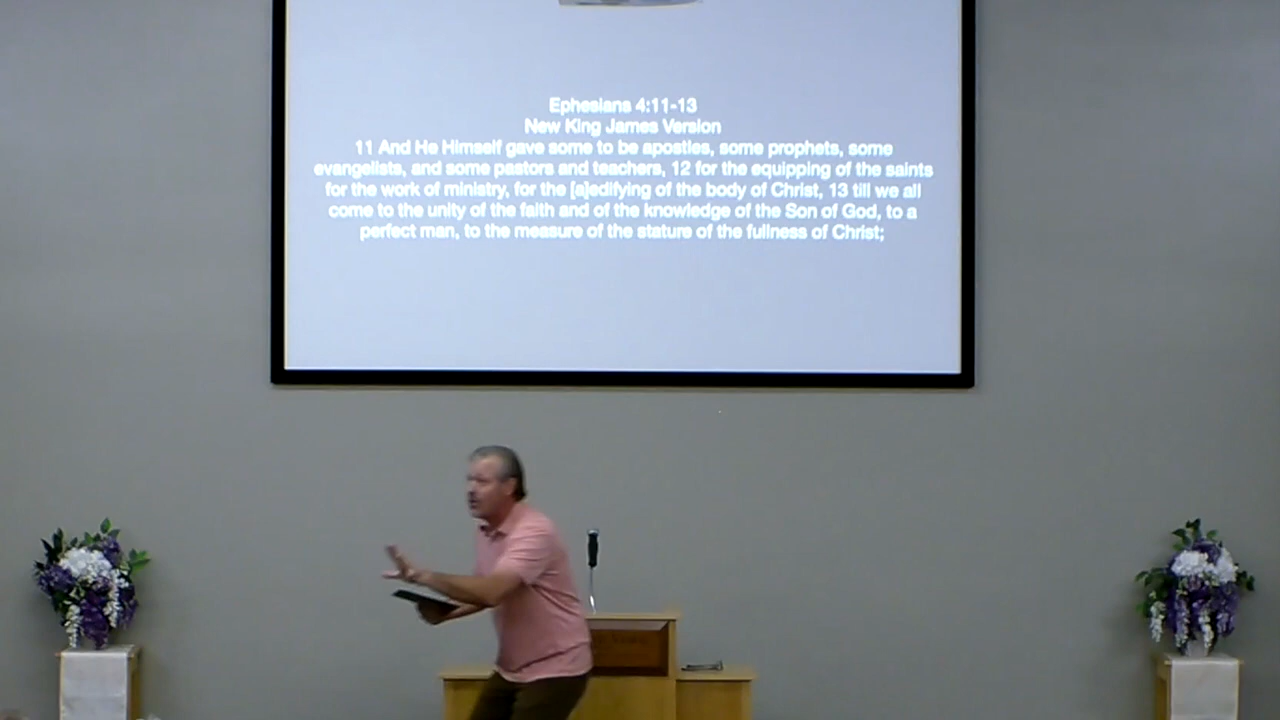 Ephesians 4:11-13
New King James Version
11 And He Himself gave some to be apostles, some prophets, some
evangelists, and some pastors and teachers, 12 for the equipping of the saints
for the work of ministry, for the [a]edifying of the body of Christ, 13 till we all
come to the unity of the faith and of the knowledge of the Son of God, to a
perfect man, to the measure of the stature of the fullness of Christ;